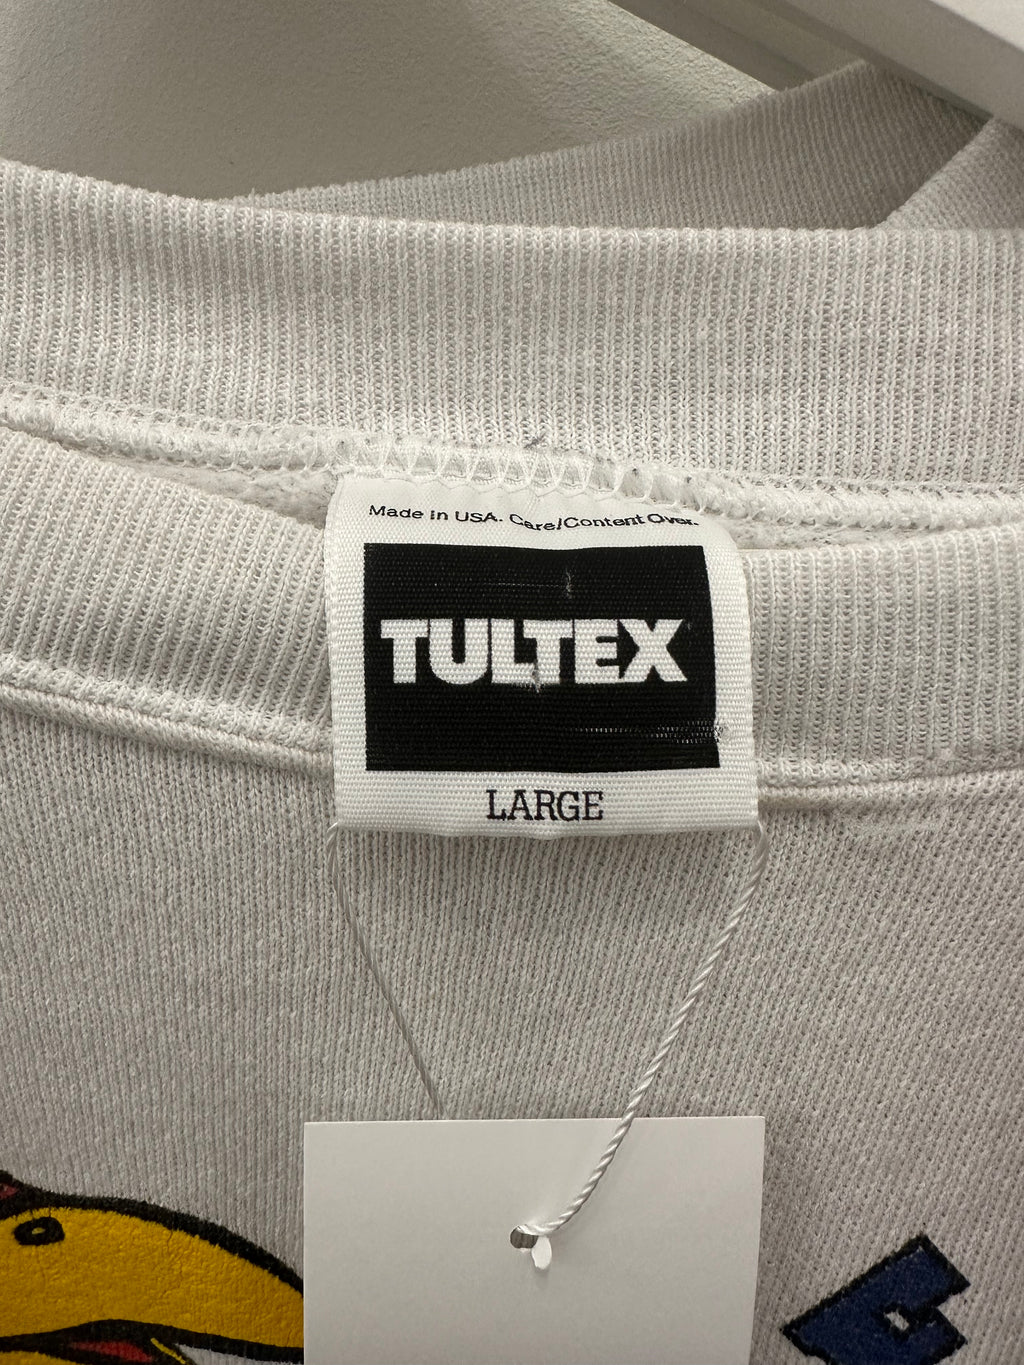 Made in USA. Care/Content Over.
TULTEX
LARGE